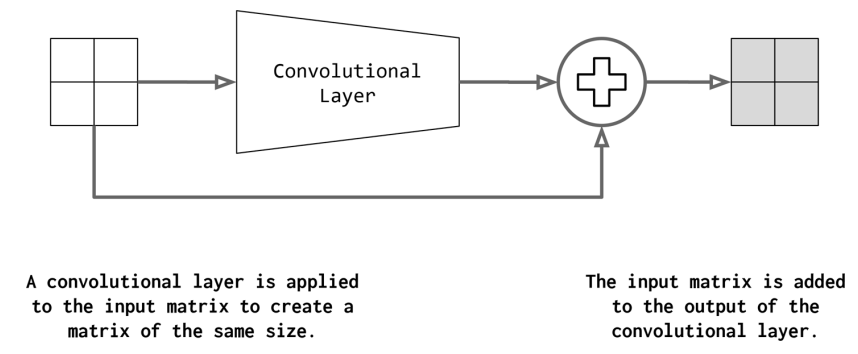 Convolutional
Layer
A convolutional layer is applied
to the input matrix to create a
matrix of the same size.
The input matrix is added
to the output of the
convolutional layer.